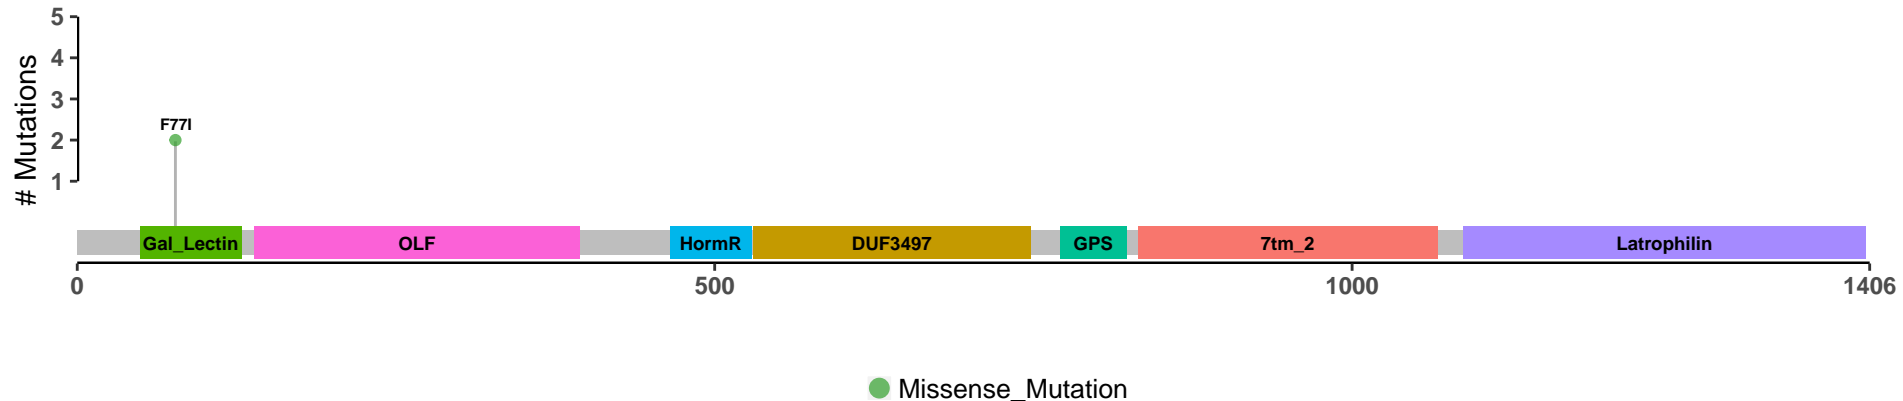 # Mutations
5
4
3
2
1
F77I
Gal_Lectin OLF HormR DUF3497 GPS 7tm_2 Latrophilin
0 500 1000 1406
Missense_Mutation